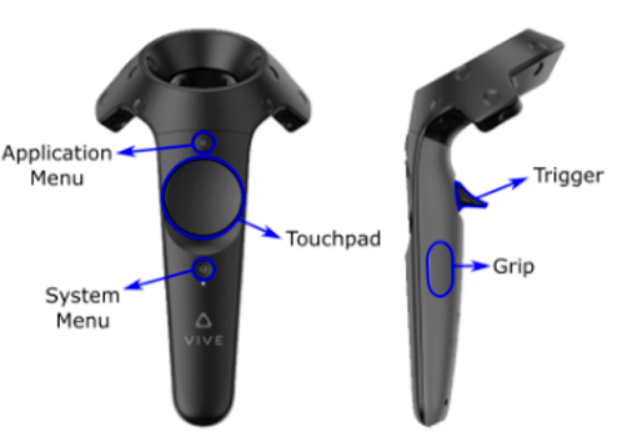 Application
Menu
Trigger
Touchpad
Grip
System
Menu
VIVE